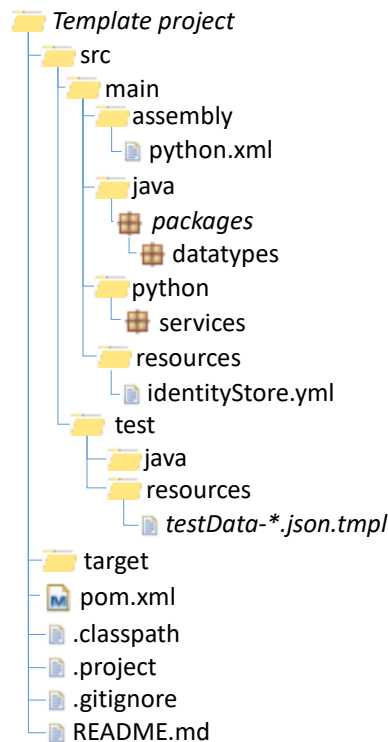 Template project
src
main
assembly
python.xml
java
packages
datatypes
python
services
resources
identityStore.yml
test
java
resources
testData-*.json.tmpl
target
pom.xml
.classpath
.project
.gitignore
README.md